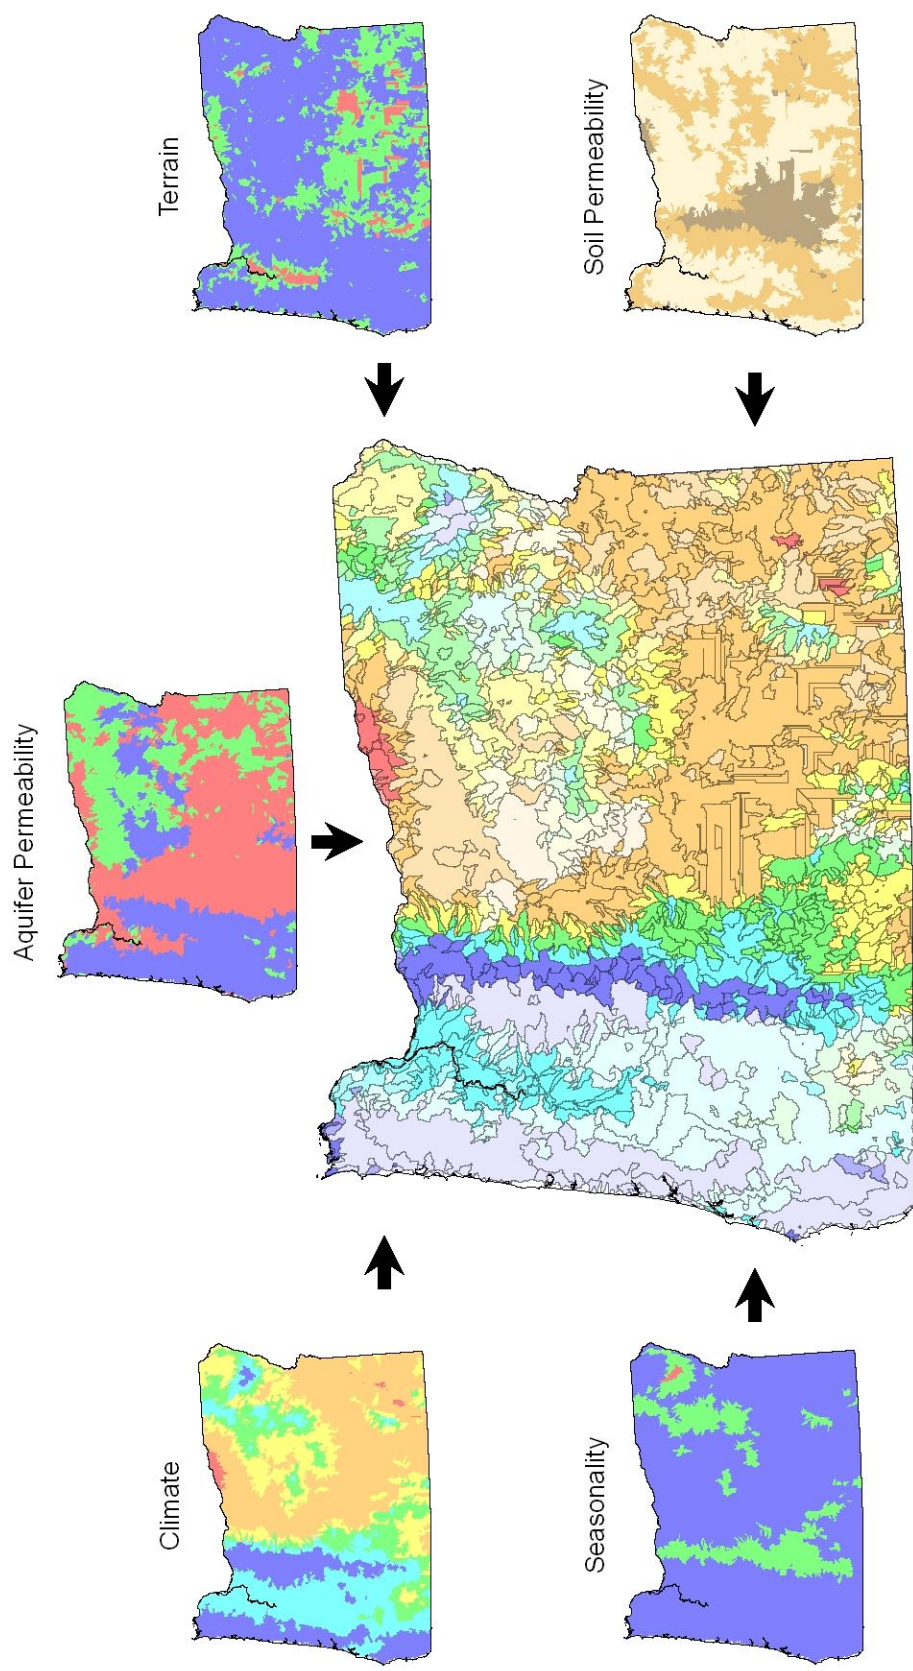 Climate
Aquifer Permeability
Terrain
Seasonality
Soil Permeability